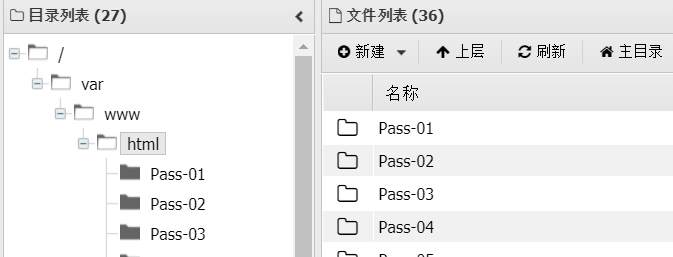 目录列表 (27)
/
var
www
html
Pass-01
Pass-02
Pass-03
文件列表 (36)
新建 上层 刷新 主目录
名称
Pass-01
Pass-02
Pass-03
Pass-04